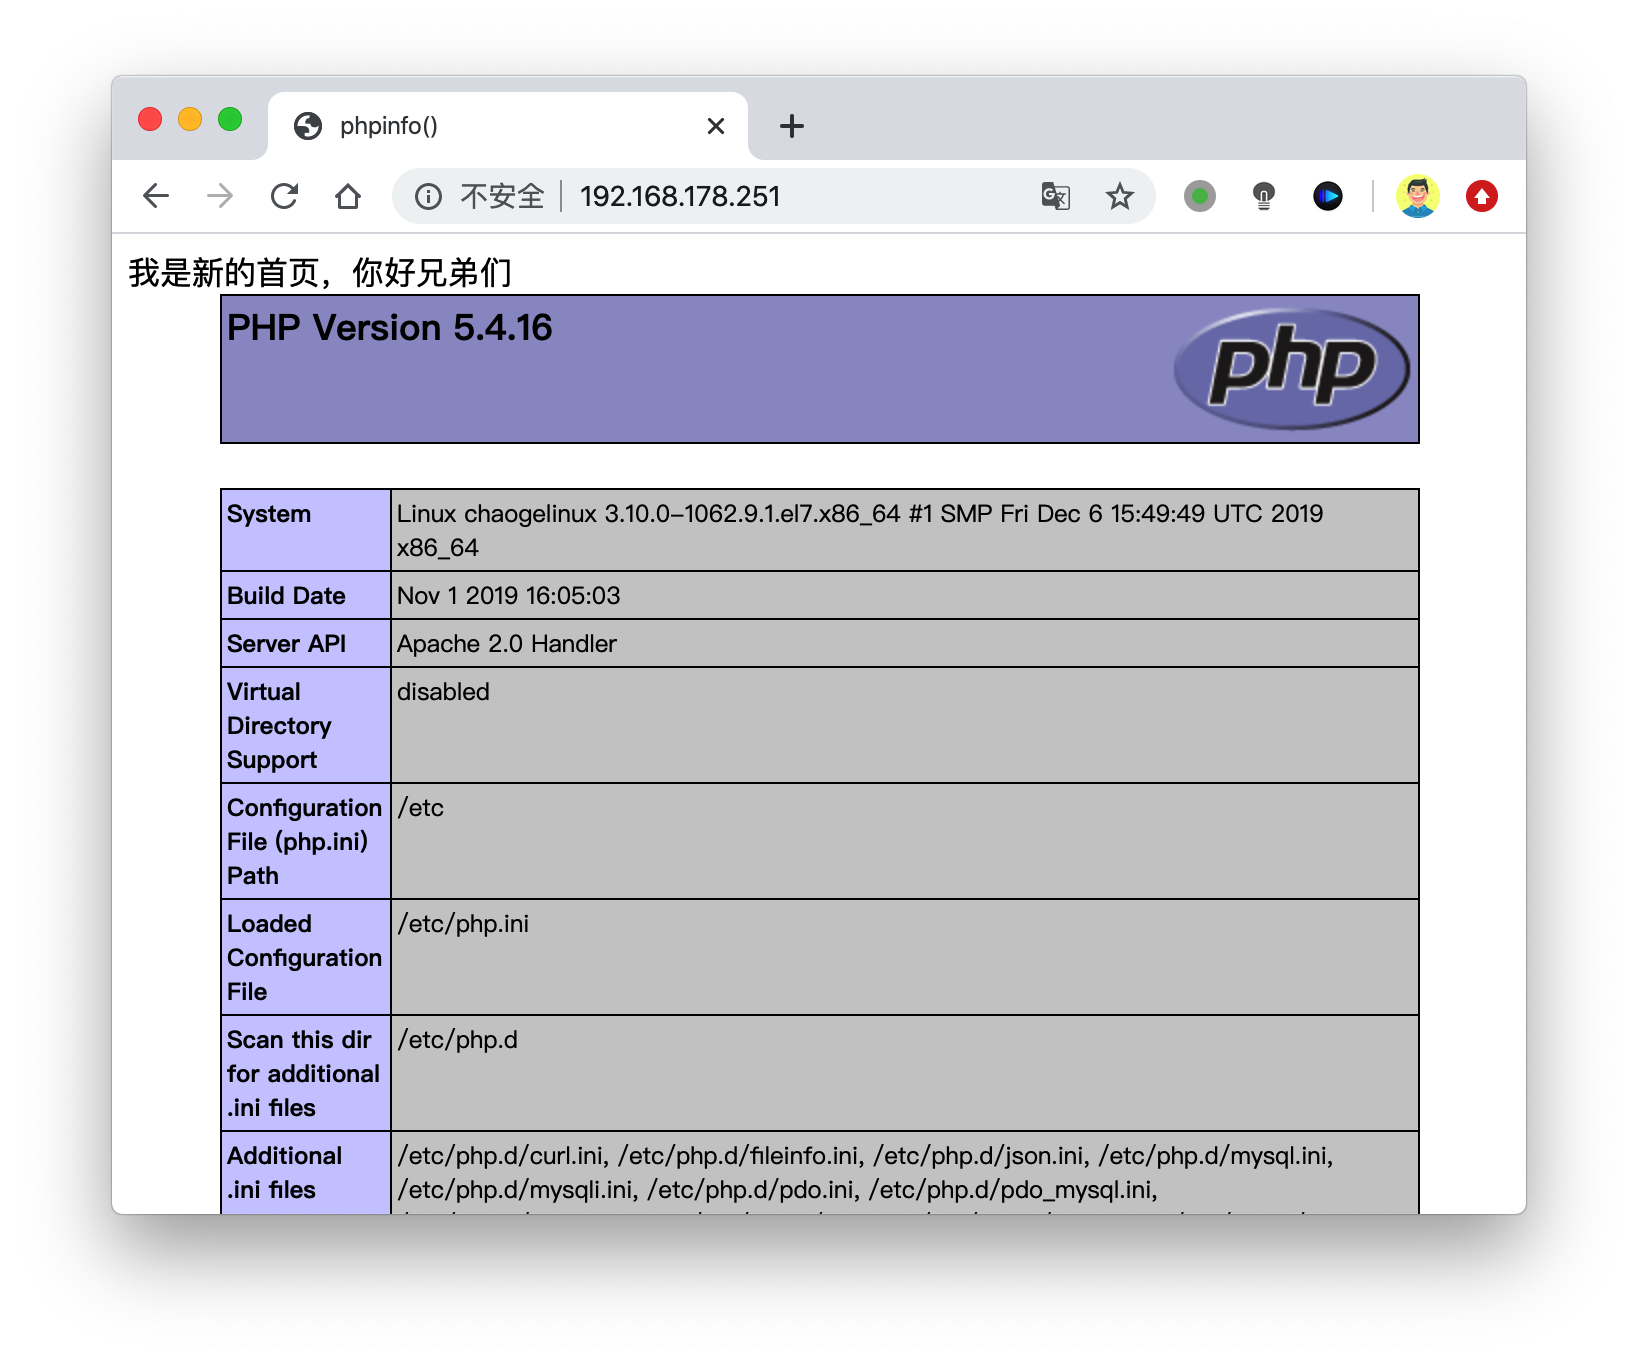 phpinfo()
不安全 192.168.178.251
我是新的首页，你好兄弟们
PHP Version 5.4.16
php
System
Linux chaogelinux 3.10.0-1062.9.1.el7.x86_64 #1 SMP Fri Dec 6 15:49:49 UTC 2019
x86_64
Build Date
Nov 1 2019 16:05:03
Server API
Apache 2.0 Handler
Virtual
Directory
Support
disabled
Configuration
File (php.ini)
Path
/etc
Loaded
Configuration
File
/etc/php.ini
Scan this dir
for additional
.ini files
/etc/php.d
Additional
.ini files
/etc/php.d/curl.ini, /etc/php.d/fileinfo.ini, /etc/php.d/json.ini, /etc/php.d/mysql.ini,
/etc/php.d/mysqli.ini, /etc/php.d/pdo.ini, /etc/php.d/pdo_mysql.ini,